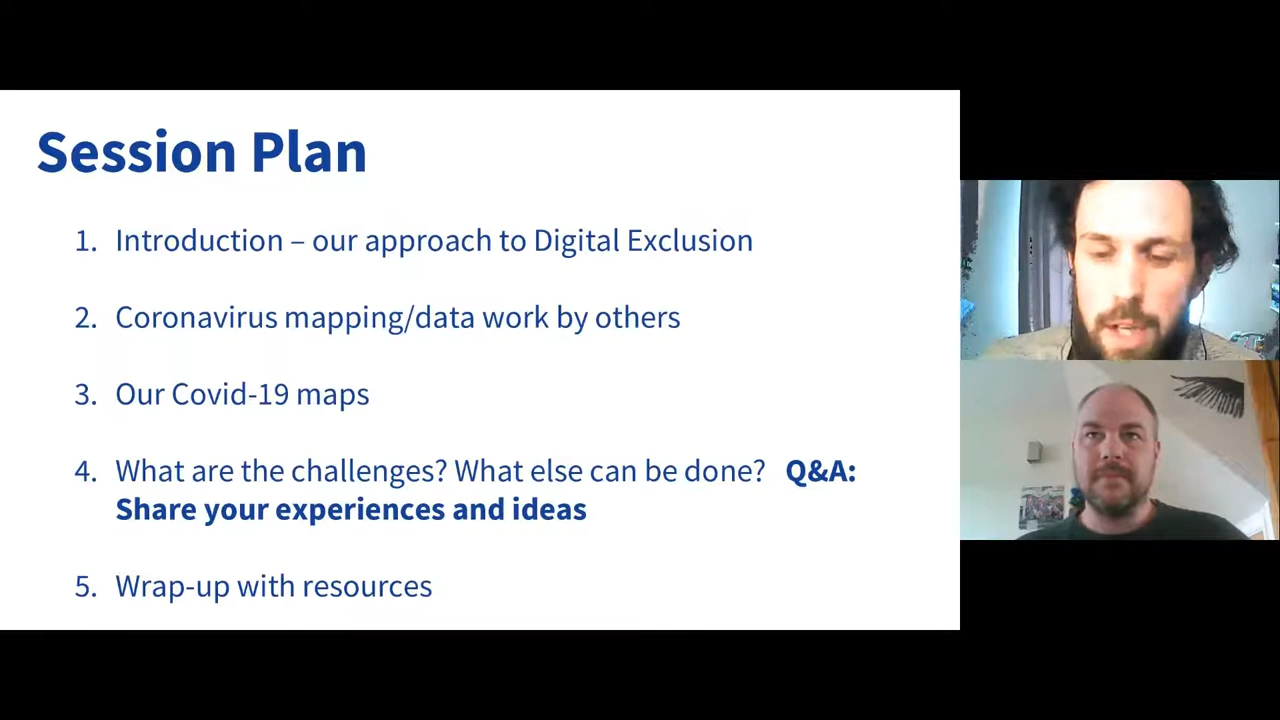 Session Plan
1. Introduction – our approach to Digital Exclusion
2. Coronavirus mapping/data work by others
3. Our Covid-19 maps
4. What are the challenges? What else can be done? Q&A:
Share your experiences and ideas
5. Wrap-up with resources